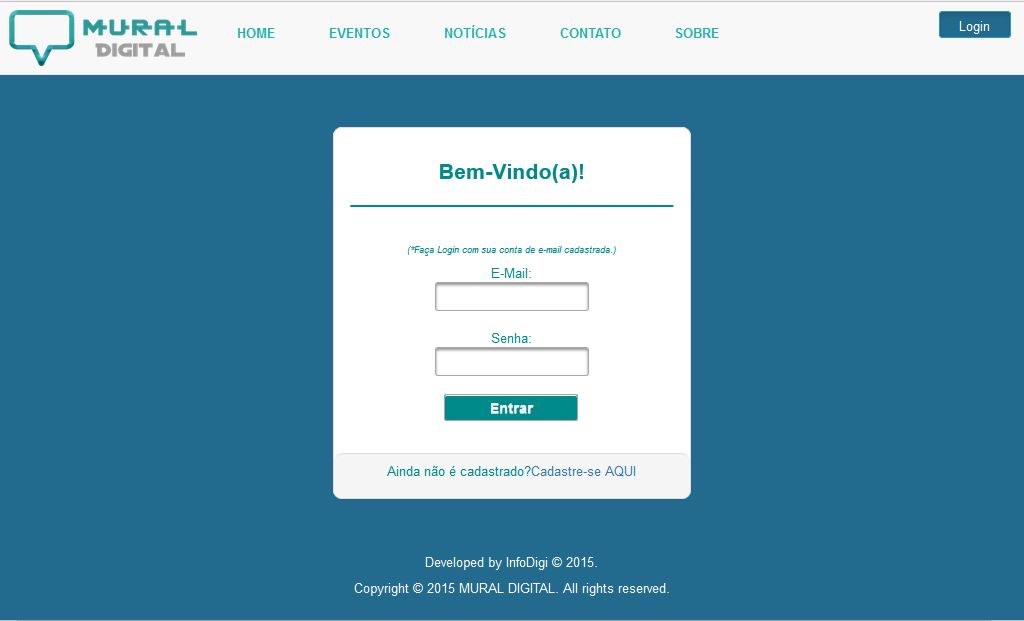 MURAL
DIGITAL
HOME EVENTOS NOTÍCIAS CONTATO SOBRE
Login
Bem-Vindo(a)!
(*Faça Login com sua conta de e-mail cadastrada.)
E-Mail:
Senha:
Entrar
Ainda não é cadastrado?Cadastre-se AQUI
Developed by InfoDigi © 2015.
Copyright © 2015 MURAL DIGITAL. All rights reserved.